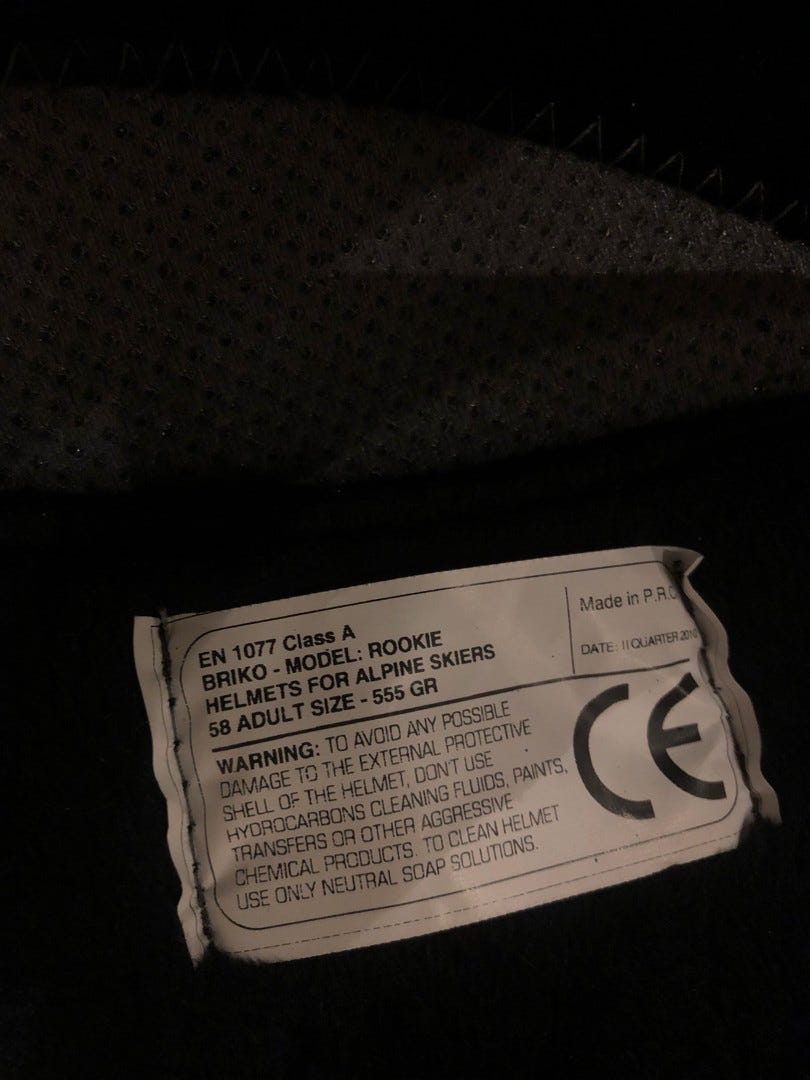 EN 1077 Class A
BRIKO - MODEL: ROOKIE
HELMETS FOR ALPINE SKIERS
58 ADULT SIZE - 555 GR
Made in P.R.C
DATE: II QUARTER 2010
WARNING: TO AVOID ANY POSSIBLE
DAMAGE TO THE EXTERNAL PROTECTIVE
SHELL OF THE HELMET, DON'T USE
HYDROCARBONS CLEANING FLUIDS, PAINTS,
TRANSFERS OR OTHER AGGRESSIVE
CHEMICAL PRODUCTS. TO CLEAN HELMET
USE ONLY NEUTRAL SOAP SOLUTIONS.
CE